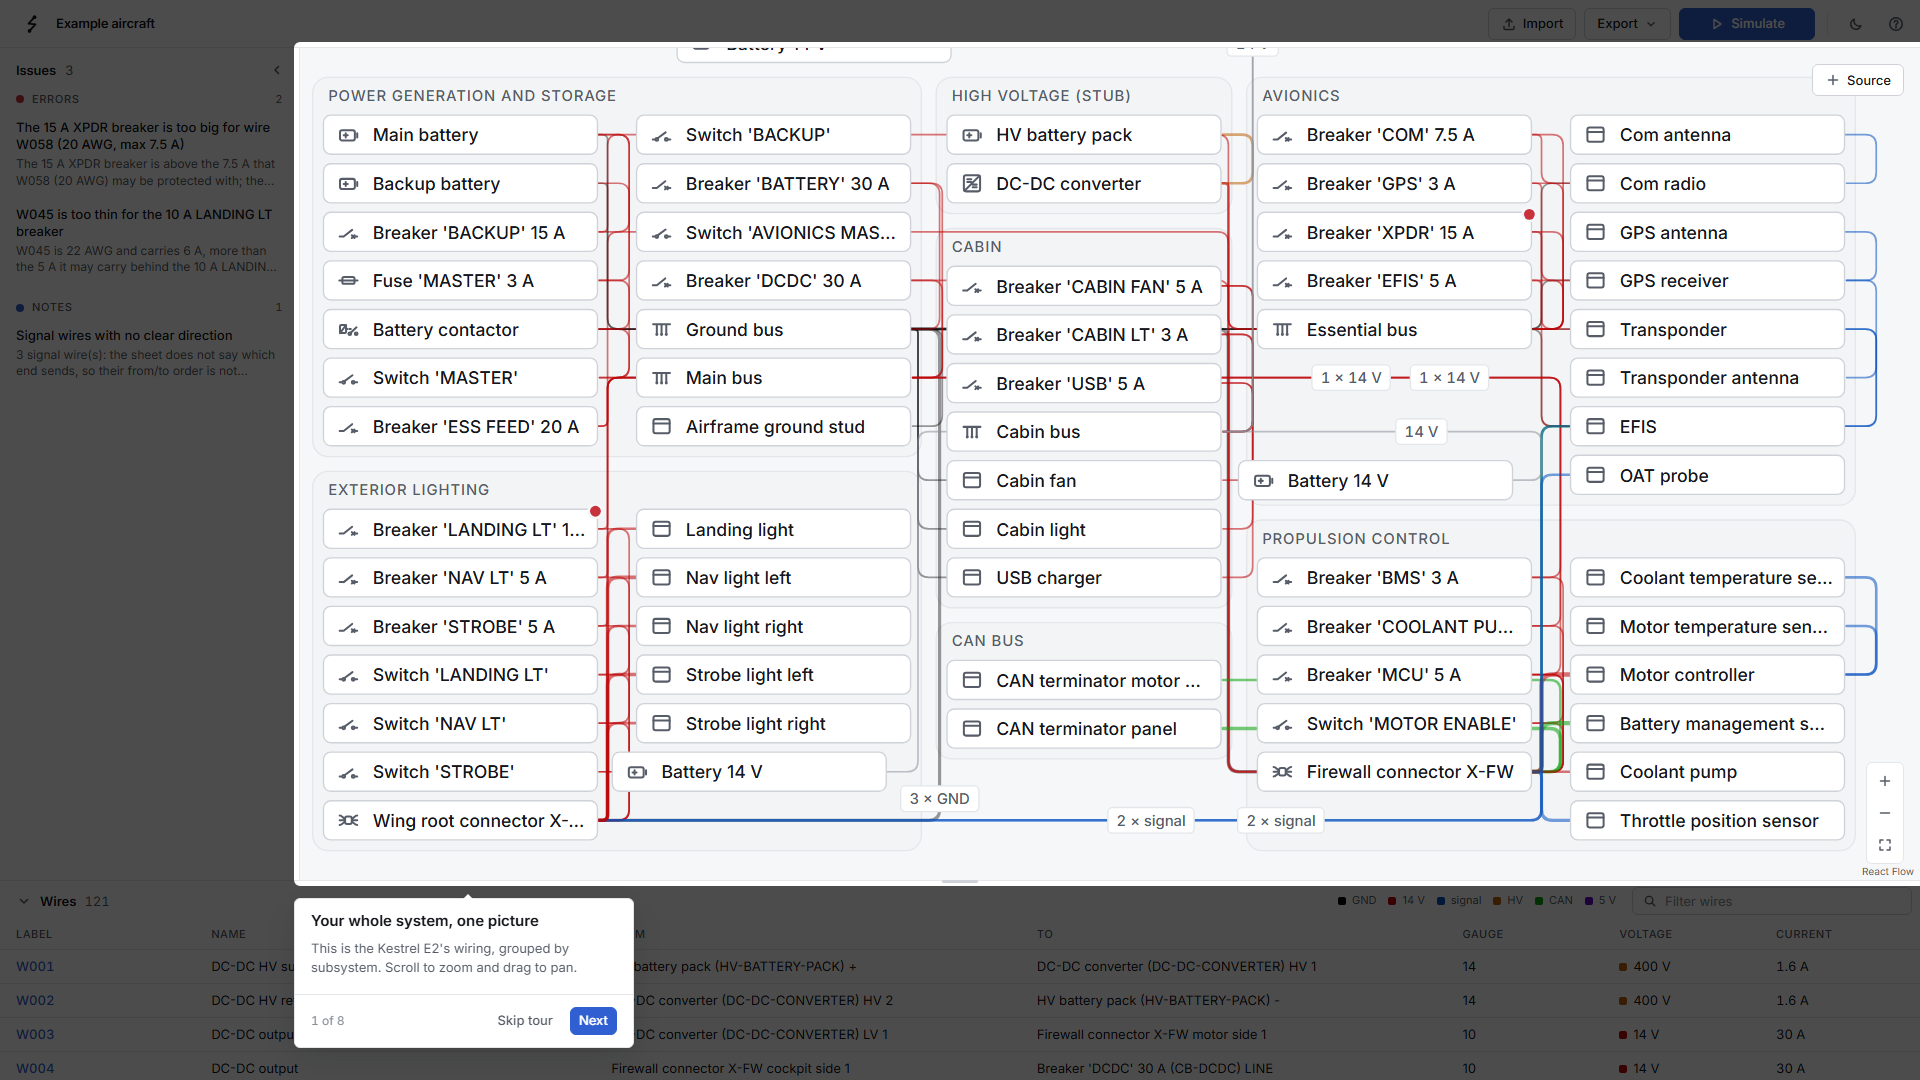 Example aircraft
Import
Export
Simulate
Issues 3
ERRORS 2
The 15 A XPDR breaker is too big for wire
W058 (20 AWG, max 7.5 A)
The 15 A XPDR breaker is above the 7.5 A that
W058 (20 AWG) may be protected with; the...
W045 is too thin for the 10 A LANDING LT
breaker
W045 is 22 AWG and carries 6 A, more than
the 5 A it may carry behind the 10 A LANDIN...
NOTES 1
Signal wires with no clear direction
3 signal wire(s): the sheet does not say which
end sends, so their from/to order is not...
Source
POWER GENERATION AND STORAGE
Main battery
Backup battery
Breaker 'BACKUP' 15 A
Fuse 'MASTER' 3 A
Battery contactor
Switch 'MASTER'
Breaker 'ESS FEED' 20 A
Switch 'BACKUP'
Breaker 'BATTERY' 30 A
Switch 'AVIONICS MAS...
Breaker 'DCDC' 30 A
Ground bus
Main bus
Airframe ground stud
EXTERIOR LIGHTING
Breaker 'LANDING LT' 1...
Breaker 'NAV LT' 5 A
Breaker 'STROBE' 5 A
Switch 'LANDING LT'
Switch 'NAV LT'
Switch 'STROBE'
Wing root connector X-...
Landing light
Nav light left
Nav light right
Strobe light left
Strobe light right
Battery 14 V
3 × GND
HIGH VOLTAGE (STUB)
HV battery pack
DC-DC converter
CABIN
Breaker 'CABIN FAN' 5 A
Breaker 'CABIN LT' 3 A
Breaker 'USB' 5 A
Cabin bus
Cabin fan
Cabin light
USB charger
CAN BUS
CAN terminator motor ...
CAN terminator panel
2 × signal
2 × signal
AVIONICS
Breaker 'COM' 7.5 A
Breaker 'GPS' 3 A
Breaker 'XPDR' 15 A
Breaker 'EFIS' 5 A
Essential bus
1 × 14 V
1 × 14 V
14 V
Battery 14 V
Com antenna
Com radio
GPS antenna
GPS receiver
Transponder
Transponder antenna
EFIS
OAT probe
PROPULSION CONTROL
Breaker 'BMS' 3 A
Breaker 'COOLANT PU...
Breaker 'MCU' 5 A
Switch 'MOTOR ENABLE'
Firewall connector X-FW
Coolant temperature se...
Motor temperature sen...
Motor controller
Battery management s...
Coolant pump
Throttle position sensor
React Flow
Wires 121
GND 14 V signal HV CAN 5 V
Filter wires
LABEL NAME TO GAUGE VOLTAGE CURRENT
W001 DC-DC HV battery pack (HV-BATTERY-PACK) + DC-DC converter (DC-DC-CONVERTER) HV 1 14 400 V 1.6 A
W002 DC-DC HV converter (DC-DC-CONVERTER) HV 2 HV battery pack (HV-BATTERY-PACK) - 14 400 V 1.6 A
W003 DC-DC converter (DC-DC-CONVERTER) LV 1 Firewall connector X-FW motor side 1 10 14 V 30 A
W004 DC-DC output Firewall connector X-FW cockpit side 1 Breaker 'DCDC' 30 A (CB-DCDC) LINE 10 14 V 30 A
Your whole system, one picture
This is the Kestrel E2's wiring, grouped by
subsystem. Scroll to zoom and drag to pan.
1 of 8
Skip tour
Next